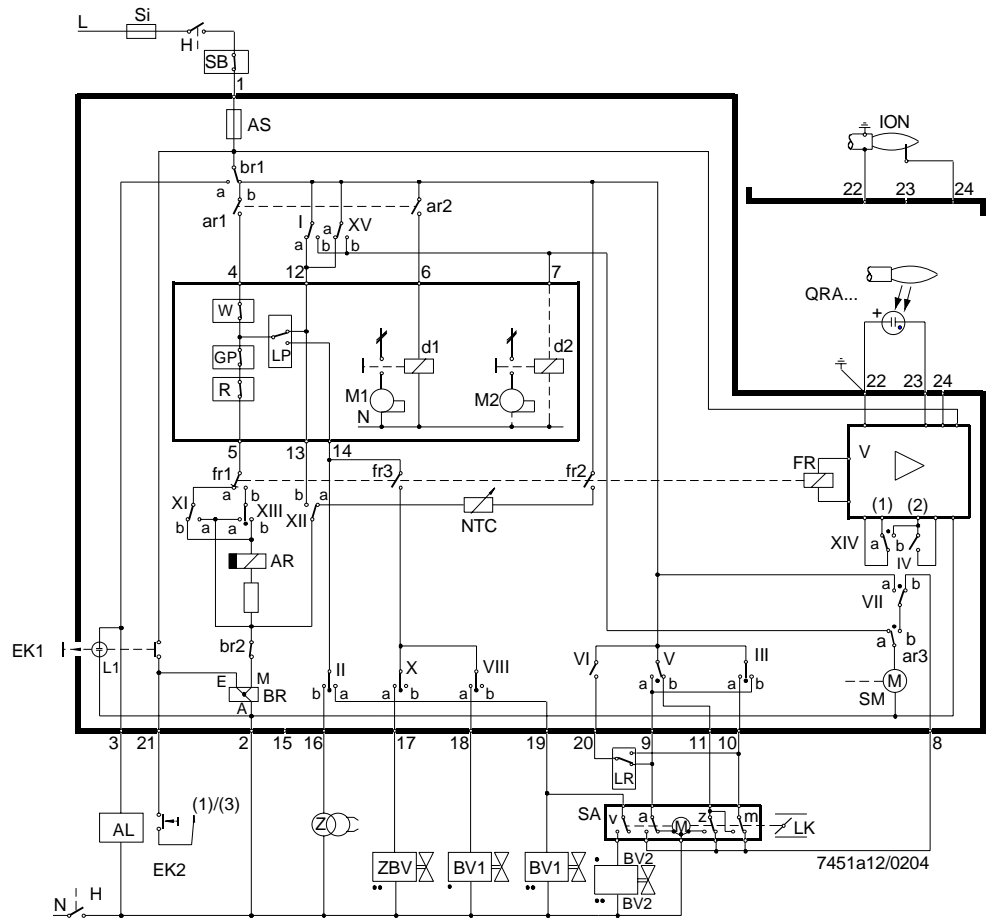 L Si
H
SB
1
AS
ION
br1
a b
22 23 24
ar1 I a XV ar2
a b b
4 12 6 7
QRA...
W
+
LP d1 d2
GP
22 23 24
R M1 M2
N
V
5 13 14
fr1 fr3 fr2 FR
XI a b b a
b a a XIII b XII NTC
(1) (2)
XIV a b IV
AR
a b
VII
EK1 L1 br2
a b
ar3
VI V III
II X VIII
E M
BR
b a b a b a a b b a
M
SM
A
3 21 2 15 16 17 18 19 20 9 11 10 8
LR
(1)/(3)
SA v a M z m LK
AL Z
7451a12/0204
EK2
ZBV BV1 BV1 BV2
BV2
N H